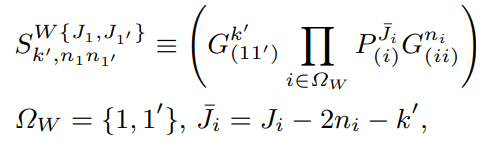 $S^{W\{J_1,J_{1'}\}}_{k',n_1 n_{1'}} \equiv \left( G^{k'}_{(11')} \prod_{i \in \Omega_W} P^{\bar{J}_i}_{(i)} G^{n_i}_{(ii)} \right)$
$\Omega_W = \{1, 1'\}, \; \bar{J}_i = J_i - 2n_i - k',$